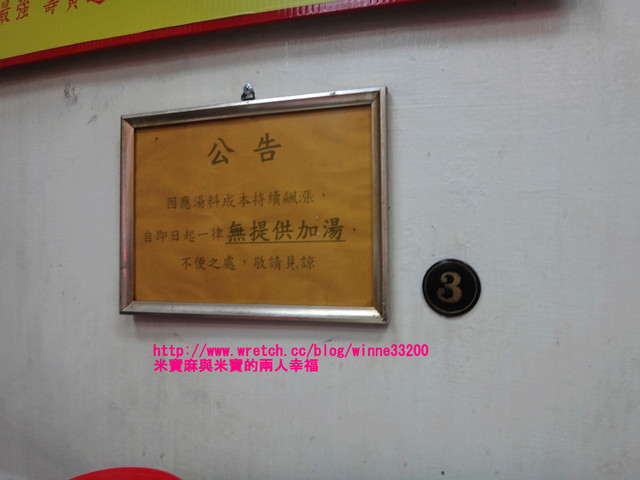 最強
公告
因應湯料成本持續飆漲，
自即日起一律無提供加湯，
不便之處，敬請見諒
3
http://www.wretch.cc/blog/winne33200
米寶麻與米寶的兩人幸福